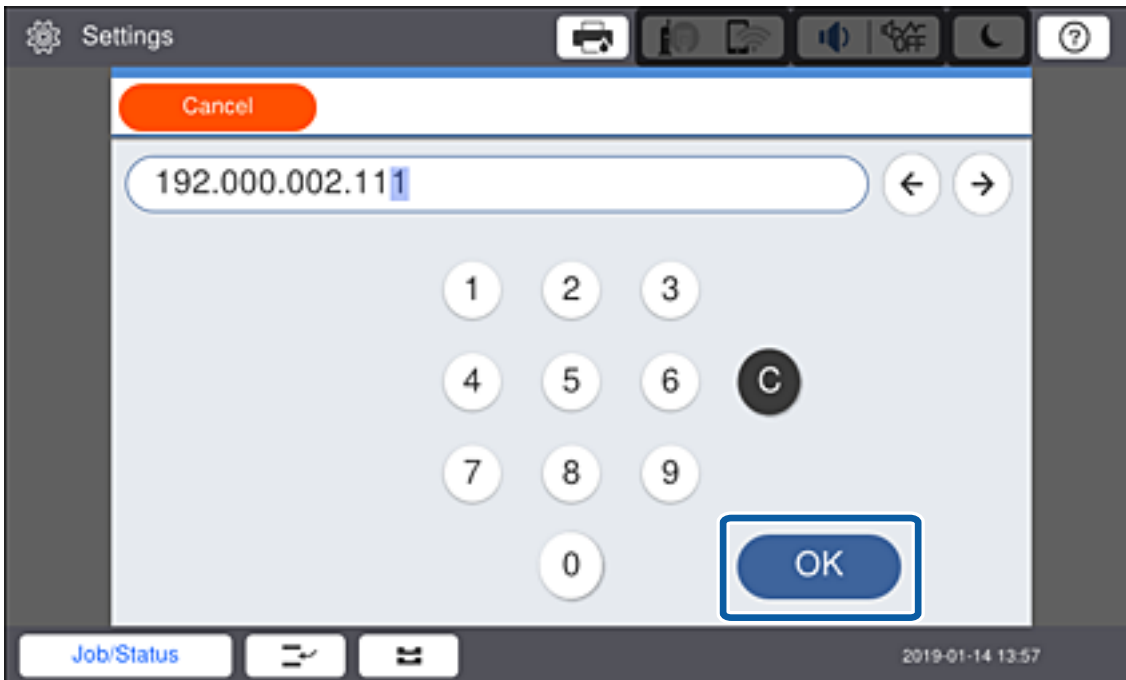 Settings
OFF
?
Cancel
192.000.002.111
1 2 3
4 5 6 C
7 8 9
0 OK
Job/Status
2019-01-14 13:57